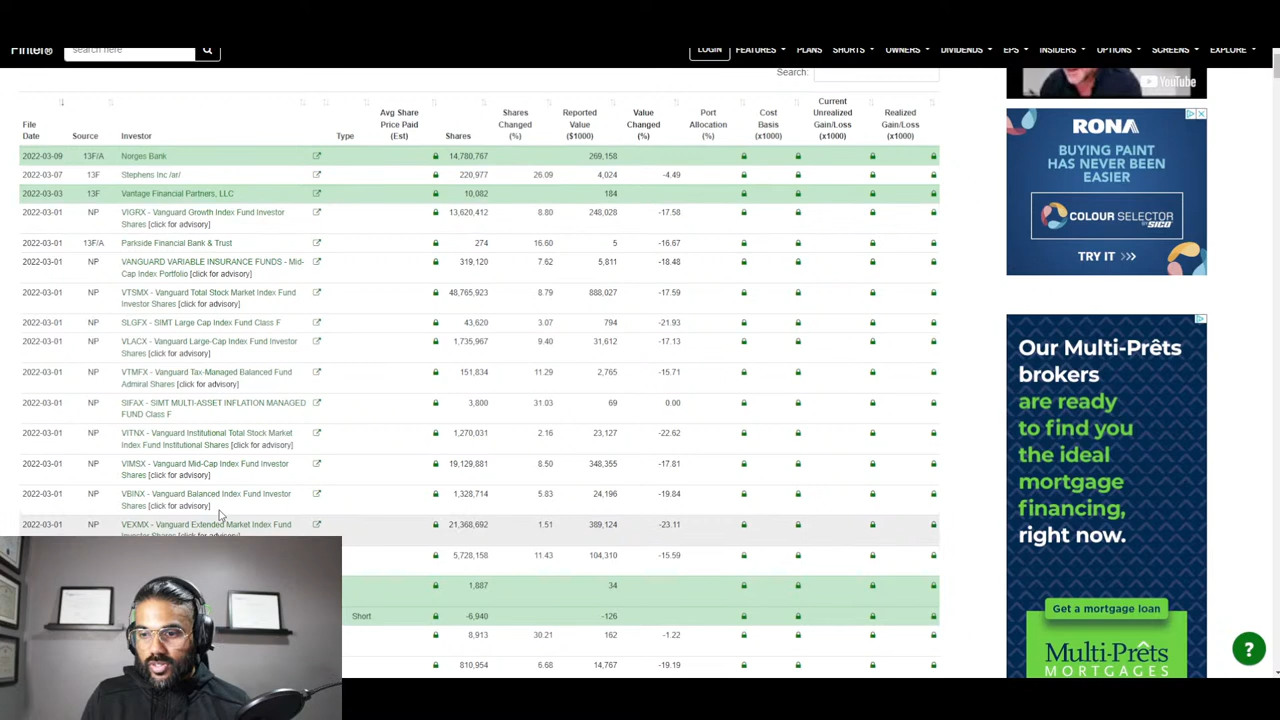 Fintel®
search here
LOGIN FEATURES PLANS SHORTS OWNERS DIVIDENDS EPS INSIDERS OPTIONS SCREENS EXPLORE
Search:
File Date Source Investor Type Avg Share Price Paid (Est) Shares Shares Changed (%) Reported Value ($1000) Value Changed (%) Port Allocation (%) Cost Basis (x1000) Current Unrealized Gain/Loss (x1000) Realized Gain/Loss (x1000)
2022-03-09 13F/A Norges Bank 14,780,767 269,158
2022-03-07 13F Stephens Inc /ar/ 220,977 26.09 4,024 -4.49
2022-03-03 13F Vantage Financial Partners, LLC 10,082 184
2022-03-01 NP VIGRX - Vanguard Growth Index Fund Investor 13,620,412 8.80 248,028 -17.58
Shares [click for advisory]
2022-03-01 13F/A Parkside Financial Bank & Trust 274 16.60 5 -16.67
2022-03-01 NP VANGUARD VARIABLE INSURANCE FUNDS - Mid- 319,120 7.62 5,811 -18.48
Cap Index Portfolio [click for advisory]
2022-03-01 NP VTSMX - Vanguard Total Stock Market Index Fund 48,765,923 8.79 888,027 -17.59
Investor Shares [click for advisory]
2022-03-01 NP SLGFX - SIMT Large Cap Index Fund Class F 43,620 3.07 794 -21.93
2022-03-01 NP VLACX - Vanguard Large-Cap Index Fund Investor 1,735,967 9.40 31,612 -17.13
Shares [click for advisory]
2022-03-01 NP VTMFX - Vanguard Tax-Managed Balanced Fund 151,834 11.29 2,765 -15.71
Admiral Shares [click for advisory]
2022-03-01 NP SIFAX - SIMT MULTI-ASSET INFLATION MANAGED 3,800 31.03 69 0.00
FUND Class F
2022-03-01 NP VITNX - Vanguard Institutional Total Stock Market 1,270,031 2.16 23,127 -22.62
Index Fund Institutional Shares [click for advisory]
2022-03-01 NP VIMSX - Vanguard Mid-Cap Index Fund Investor 19,129,881 8.50 348,355 -17.81
Shares [click for advisory]
2022-03-01 NP VBINX - Vanguard Balanced Index Fund Investor 1,328,714 5.83 24,196 -19.84
Shares [click for advisory]
2022-03-01 NP VEXMX - Vanguard Extended Market Index Fund 21,368,692 1.51 389,124 -23.11
Investor Shares [click for advisory]
5,728,158 11.43 104,310 -15.59
1,887 34
Short -6,940 -126
8,913 30.21 162 -1.22
810,954 6.68 14,767 -19.19
YouTube
RONA
BUYING PAINT
HAS NEVER BEEN
EASIER
COLOUR SELECTOR
BY SICO
TRY IT >>>
Our Multi-Prêts
brokers
are ready
to find you
the ideal
mortgage
financing,
right now.
Get a mortgage loan
Multi-Prêts
MORTGAGES
?